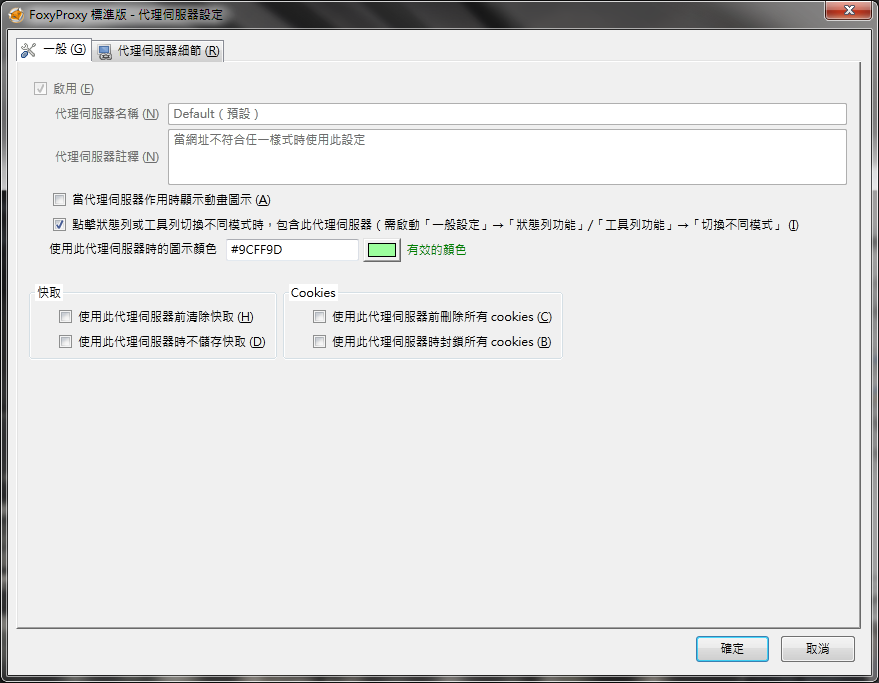 FoxyProxy 標準版 - 代理伺服器設定
一般 (G) 代理伺服器細節 (R)
啟用 (E)
代理伺服器名稱 (N) Default（預設）
代理伺服器註釋 (N) 當網址不符合任一樣式時使用此設定
當代理伺服器作用時顯示動畫圖示 (A)
點擊狀態列或工具列切換不同模式時，包含此代理伺服器（需啟動「一般設定」→「狀態列功能」/「工具列功能」→「切換不同模式」 (I)
使用此代理伺服器時的圖示顏色 #9CFF9D 有效的顏色
快取 Cookies
使用此代理伺服器前清除快取 (H) 使用此代理伺服器前刪除所有 cookies (C)
使用此代理伺服器時不儲存快取 (D) 使用此代理伺服器時封鎖所有 cookies (B)
確定 取消